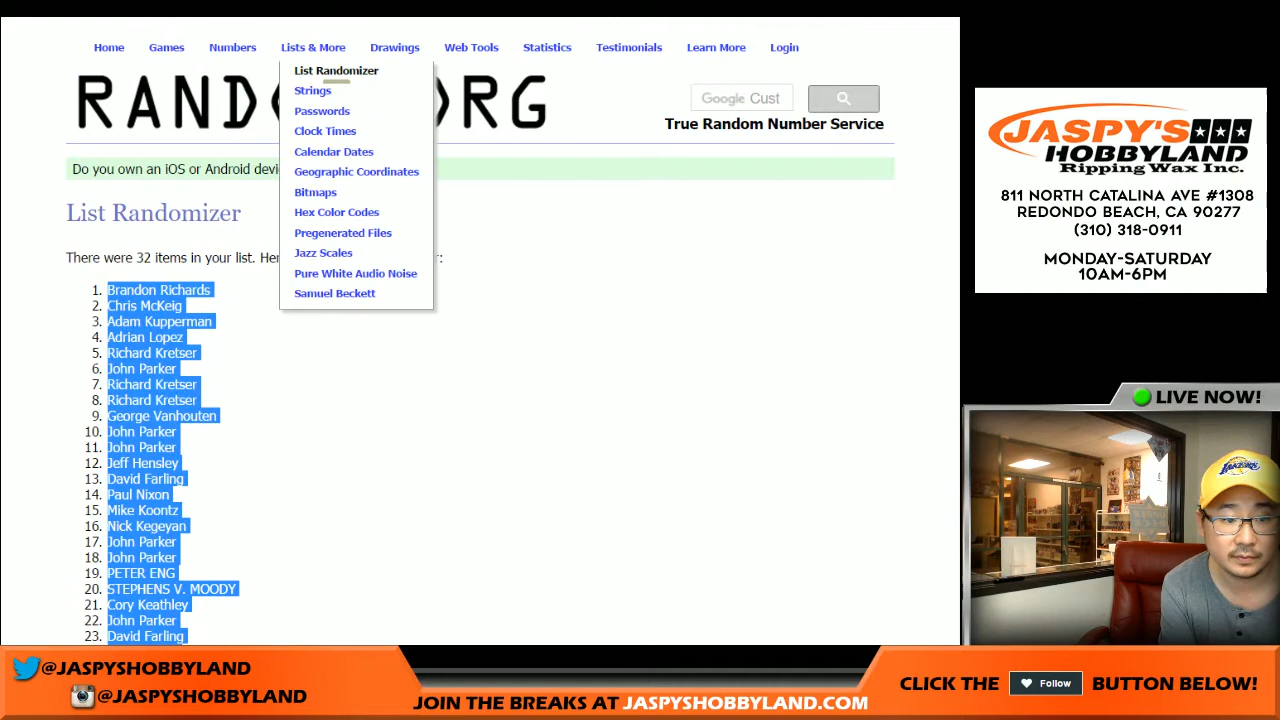 Home Games Numbers Lists & More Drawings Web Tools Statistics Testimonials Learn More Login
List Randomizer
Strings
Passwords
Clock Times
Calendar Dates
Geographic Coordinates
Bitmaps
Hex Color Codes
Pregenerated Files
Jazz Scales
Pure White Audio Noise
Samuel Beckett
RAND RG
Google Cust
True Random Number Service
Do you own an iOS or Android devi
List Randomizer
There were 32 items in your list. Her r:
1. Brandon Richards
2. Chris McKeig
3. Adam Kupperman
4. Adrian Lopez
5. Richard Kretser
6. John Parker
7. Richard Kretser
8. Richard Kretser
9. George Vanhouten
10. John Parker
11. John Parker
12. Jeff Hensley
13. David Farling
14. Paul Nixon
15. Mike Koontz
16. Nick Kegeyan
17. John Parker
18. John Parker
19. PETER ENG
20. STEPHENS V. MOODY
21. Cory Keathley
22. John Parker
23. David Farling
JASPY'S
HOBBYLAND
Ripping Wax Inc.
811 NORTH CATALINA AVE #1308
REDONDO BEACH, CA 90277
(310) 318-0911
MONDAY-SATURDAY
10AM-6PM
LIVE NOW!
LAKERS
@JASPYSHOBBYLAND
@JASPYSHOBBYLAND
JOIN THE BREAKS AT JASPYSHOBBYLAND.COM
CLICK THE Follow BUTTON BELOW!